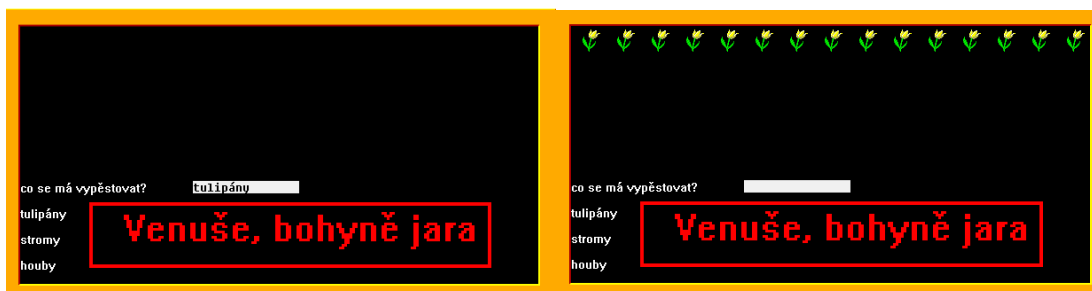 co se má vypěstovat? tulipány
tulipány
Venuše, bohyně jara
stromy
houby
co se má vypěstovat?
tulipány
Venuše, bohyně jara
stromy
houby